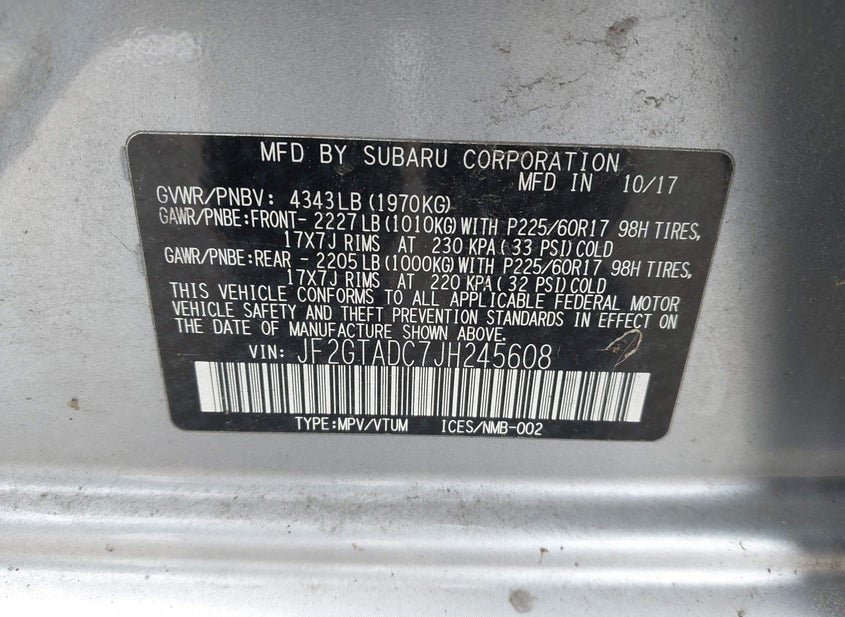 MFD BY SUBARU CORPORATION
MFD IN 10/17
GVWR/PNBV: 4343LB (1970KG)
GAWR/PNBE:FRONT- 2227LB (1010KG) WITH P225/60R17 98H TIRES,
17X7J RIMS AT 230 KPA( 33 PSI) COLD
GAWR/PNBE:REAR - 2205LB (1000KG) WITH P225/60R17 98H TIRES,
17X7J RIMS AT 220 KPA( 32 PSI) COLD
THIS VEHICLE CONFORMS TO ALL APPLICABLE FEDERAL MOTOR
VEHICLE SAFETY AND THEFT PREVENTION STANDARDS IN EFFECT ON
THE DATE OF MANUFACTURE SHOWN ABOVE.
VIN: JF2GTADC7JH245608
TYPE:MPV/VTUM ICES/NMB-002